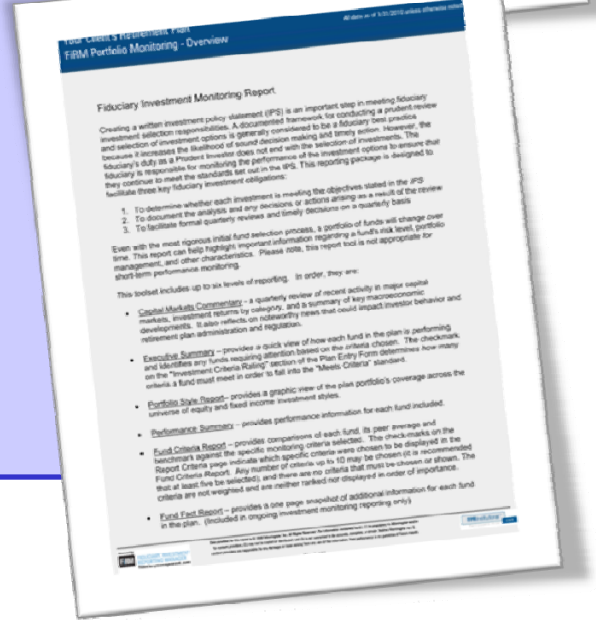 Your Client's Retirement Plan
FIRM Portfolio Monitoring - Overview
All data as of 3/31/2010 unless otherwise noted
Fiduciary Investment Monitoring Report
Creating a written investment policy statement (IPS) is an important step in meeting fiduciary
investment selection responsibilities. A documented framework for conducting a prudent review
and selection of investment options is generally considered to be a fiduciary best practice
because it increases the likelihood of sound decision making and timely action. However, the
fiduciary's duty as a Prudent Investor does not end with the selection of investments. The
fiduciary is responsible for monitoring the performance of the investment options to ensure that
they continue to meet the standards set out in the IPS. This reporting package is designed to
facilitate three key fiduciary investment obligations:
1. To determine whether each investment is meeting the objectives stated in the IPS
2. To document the analysis and any decisions or actions arising as a result of the review
3. To facilitate formal quarterly reviews and timely decisions on a quarterly basis
Even with the most rigorous initial fund selection process, a portfolio of funds will change over
time. This report can help highlight important information regarding a fund's risk level, portfolio
management, and other characteristics. Please note, this report tool is not appropriate for
short-term performance monitoring.
This toolset includes up to six levels of reporting. In order, they are:
• Capital Markets Commentary – a quarterly review of recent activity in major capital
markets, investment returns by category, and a summary of key macroeconomic
developments. It also reflects on noteworthy news that could impact investor behavior and
retirement plan administration and regulation.
• Executive Summary – provides a quick view of how each fund in the plan is performing
and identifies any funds requiring attention based on the criteria chosen. The checkmark
on the "Investment Criteria Rating" section of the Plan Entry Form determines how many
criteria a fund must meet in order to fall into the "Meets Criteria" standard.
• Portfolio Style Report– provides a graphic view of the plan portfolio's coverage across the
universe of equity and fixed income investment styles.
• Performance Summary – provides performance information for each fund included.
• Fund Criteria Report – provides comparisons of each fund, its peer average and
benchmark against the specific monitoring criteria selected. The checkmarks on the
Report Criteria page indicate which specific criteria were chosen to be displayed in the
Fund Criteria Report. Any number of criteria up to 10 may be chosen (it is recommended
that at least five be selected), and there are no criteria that must be chosen or shown. The
criteria are not weighted and are neither ranked nor displayed in order of importance.
• Fund Fact Report – provides a one page snapshot of additional information for each fund
in the plan. (Included in ongoing investment monitoring reporting only)
FIRM
FIDUCIARY INVESTMENT
REPORTING MANAGER